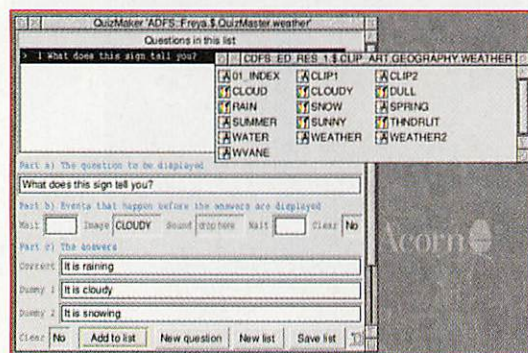 QuizMaker 'ADFS::Freya.$.QuizMaster.weather'
Questions in this list
> 1 What does this sign tell you?
CDFS::ED_RES_1.$.CLIP_ART.GEOGRAPHY.WEATHER
01_INDEX CLIP1 CLIP2
CLOUD CLOUDY DULL
RAIN SNOW SPRING
SUMMER SUNNY THNDRLIT
WATER WEATHER WEATHER2
WVANE
Part a) The question to be displayed
What does this sign tell you?
Part b) Events that happen before the answers are displayed
Wait Image CLOUDY Sound drop here Wait Clear No
Part c) The answers
Correct It is raining
Dummy 1 It is cloudy
Dummy 2 It is snowing
Clear No Add to list New question New list Save list
Acorn